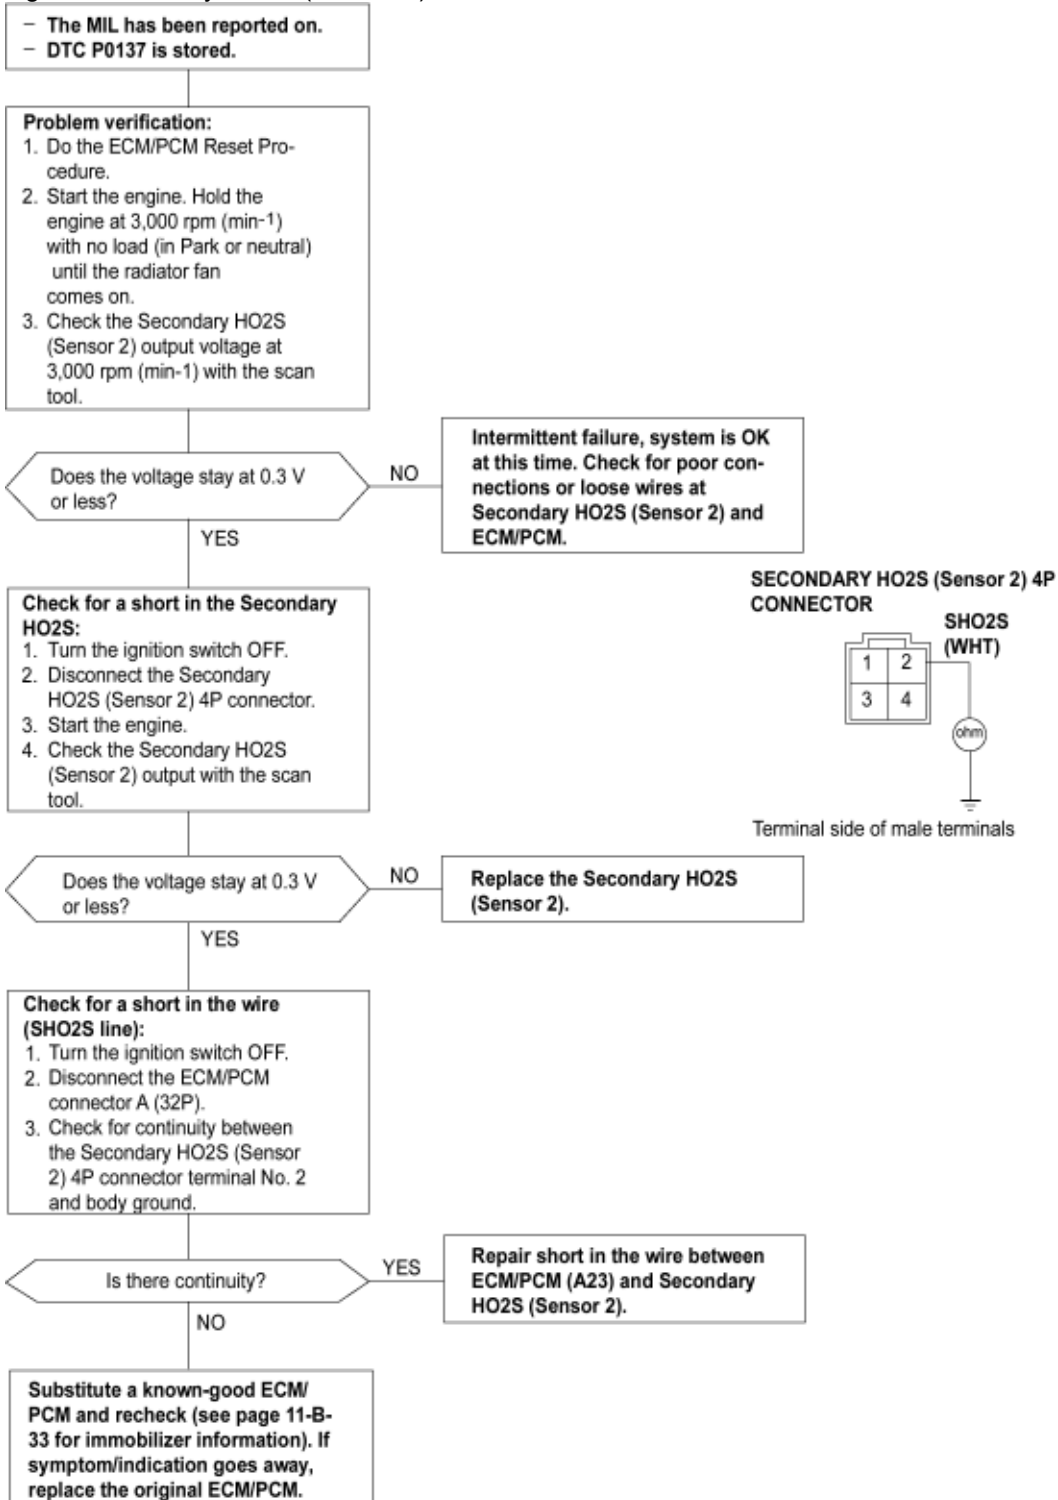 – The MIL has been reported on.
– DTC P0137 is stored.
Problem verification:
1. Do the ECM/PCM Reset Pro-
cedure.
2. Start the engine. Hold the
engine at 3,000 rpm (min-1)
with no load (in Park or neutral)
until the radiator fan
comes on.
3. Check the Secondary HO2S
(Sensor 2) output voltage at
3,000 rpm (min-1) with the scan
tool.
Does the voltage stay at 0.3 V
or less?
NO
Intermittent failure, system is OK
at this time. Check for poor con-
nections or loose wires at
Secondary HO2S (Sensor 2) and
ECM/PCM.
YES
Check for a short in the Secondary
HO2S:
1. Turn the ignition switch OFF.
2. Disconnect the Secondary
HO2S (Sensor 2) 4P connector.
3. Start the engine.
4. Check the Secondary HO2S
(Sensor 2) output with the scan
tool.
SECONDARY HO2S (Sensor 2) 4P
CONNECTOR
SHO2S
(WHT)
1 2
3 4
ohm
Terminal side of male terminals
Does the voltage stay at 0.3 V
or less?
NO
Replace the Secondary HO2S
(Sensor 2).
YES
Check for a short in the wire
(SHO2S line):
1. Turn the ignition switch OFF.
2. Disconnect the ECM/PCM
connector A (32P).
3. Check for continuity between
the Secondary HO2S (Sensor
2) 4P connector terminal No. 2
and body ground.
Is there continuity?
YES
Repair short in the wire between
ECM/PCM (A23) and Secondary
HO2S (Sensor 2).
NO
Substitute a known-good ECM/
PCM and recheck (see page 11-B-
33 for immobilizer information). If
symptom/indication goes away,
replace the original ECM/PCM.